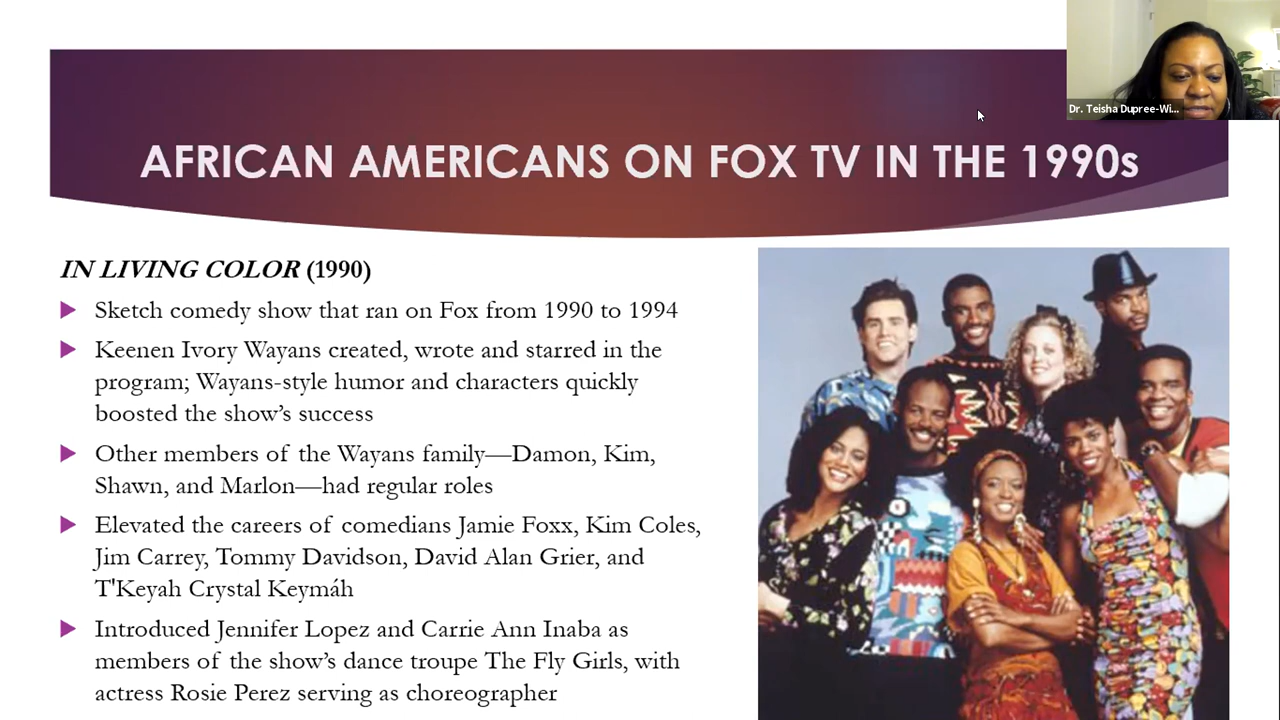 Dr. Teisha Dupree-Wi...
AFRICAN AMERICANS ON FOX TV IN THE 1990s
IN LIVING COLOR (1990)
Sketch comedy show that ran on Fox from 1990 to 1994
Keenen Ivory Wayans created, wrote and starred in the
program; Wayans-style humor and characters quickly
boosted the show’s success
Other members of the Wayans family—Damon, Kim,
Shawn, and Marlon—had regular roles
Elevated the careers of comedians Jamie Foxx, Kim Coles,
Jim Carrey, Tommy Davidson, David Alan Grier, and
T'Keyah Crystal Keymáh
Introduced Jennifer Lopez and Carrie Ann Inaba as
members of the show’s dance troupe The Fly Girls, with
actress Rosie Perez serving as choreographer